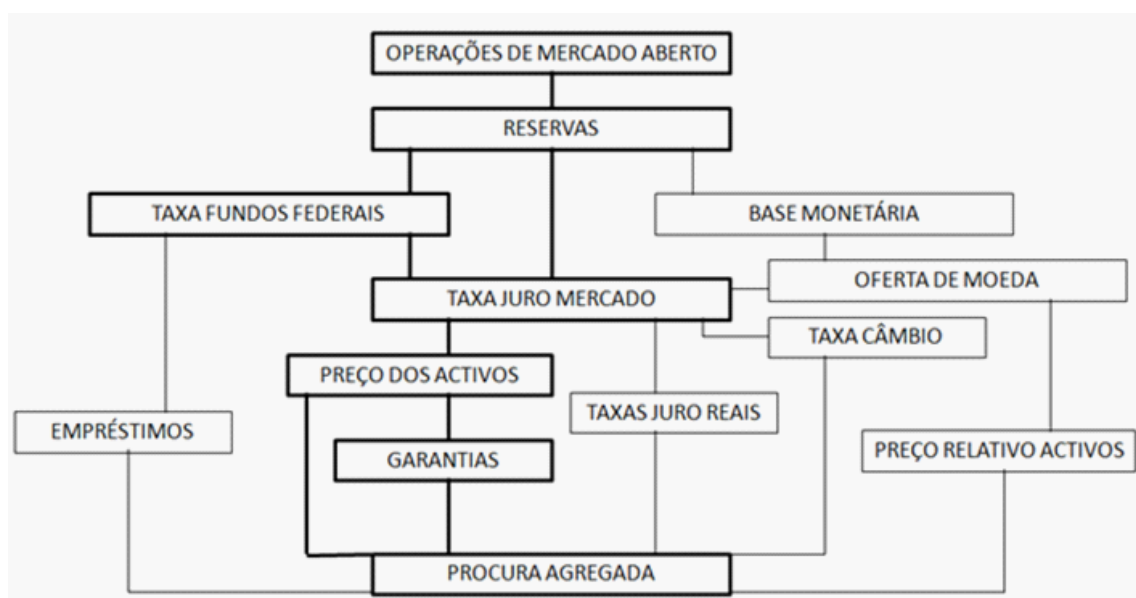 OPERAÇÕES DE MERCADO ABERTO
RESERVAS
TAXA FUNDOS FEDERAIS
BASE MONETÁRIA
OFERTA DE MOEDA
TAXA JURO MERCADO
TAXA CÂMBIO
PREÇO DOS ACTIVOS
TAXAS JURO REAIS
EMPRÉSTIMOS
PREÇO RELATIVO ACTIVOS
GARANTIAS
PROCURA AGREGADA